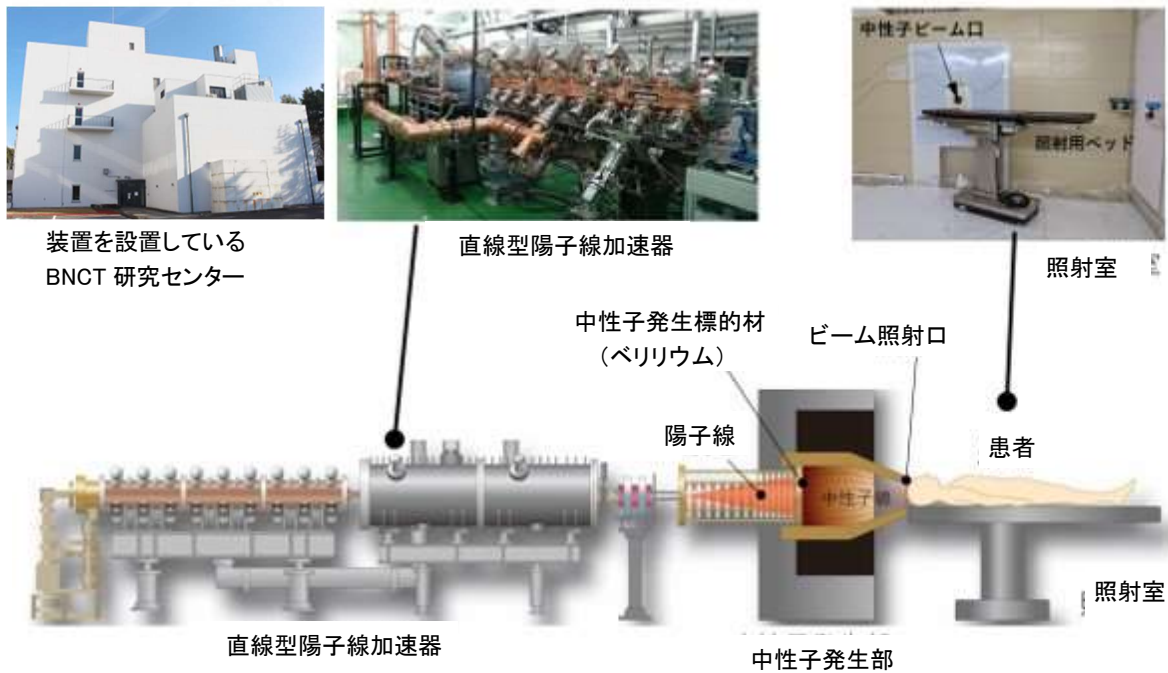 中性子ビーム口
照射用ベッド
装置を設置している
BNCT 研究センター
直線型陽子線加速器
照射室
中性子発生標的材
（ベリリウム）
ビーム照射口
陽子線
患者
中性子線
照射室
直線型陽子線加速器
中性子発生部